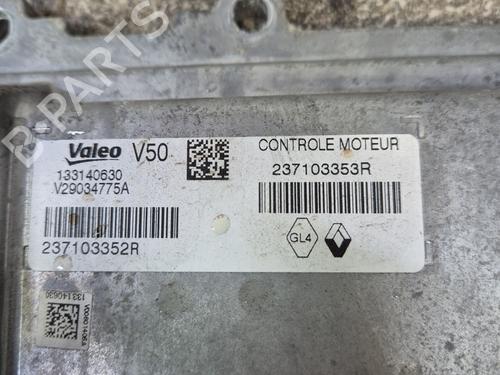 Valeo V50
133140630
V29034775A
237103352R
CONTROLE MOTEUR
237103353R
GL4
133140630
B-PARTS